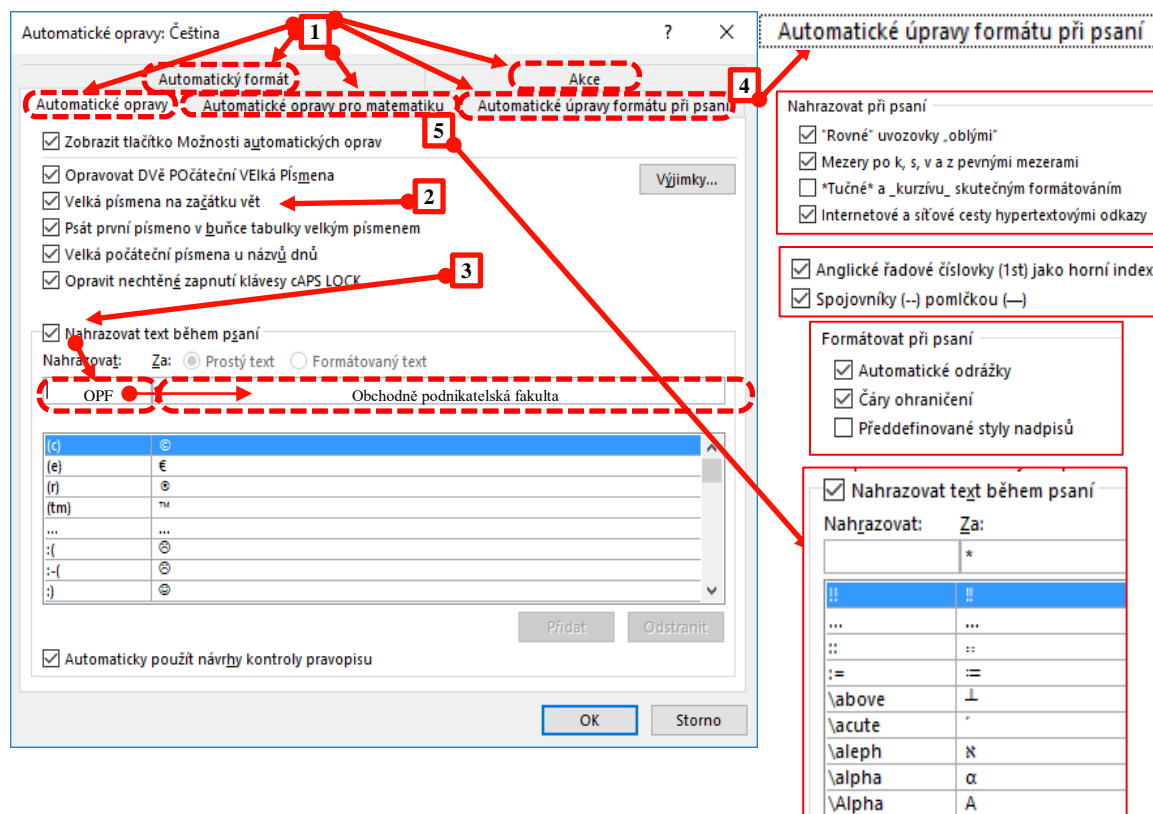 Automatické opravy: Čeština
?
×
1
Automatický formát
Akce
Automatické opravy
Automatické opravy pro matematiku
Automatické úpravy formátu při psaní
Zobrazit tlačítko Možnosti automatických oprav
5
Opravovat DVě POčáteční VElká PÍsmena
Výjimky...
Velká písmena na začátku vět
2
Psát první písmeno v buňce tabulky velkým písmenem
Velká počáteční písmena u názvů dnů
Opravit nechtěné zapnutí klávesy cAPS LOCK
3
Nahrazovat text během psaní
Nahrazovat:
Za:
Prostý text
Formátovaný text
OPF
Obchodně podnikatelská fakulta
(c) ©
(e) €
(r) ®
(tm) ™
... …
:( ☹
:-( ☹
:) ☺
Přidat
Odstranit
Automaticky použít návrhy kontroly pravopisu
OK
Storno
Automatické úpravy formátu při psaní
4
Nahrazovat při psaní
"Rovné" uvozovky „oblými“
Mezery po k, s, v a z pevnými mezerami
*Tučné* a _kurzívu_ skutečným formátováním
Internetové a síťové cesty hypertextovými odkazy
Anglické řadové číslovky (1st) jako horní index
Spojovníky (--) pomlčkou (—)
Formátovat při psaní
Automatické odrážky
Čáry ohraničení
Předdefinované styly nadpisů
Nahrazovat text během psaní
Nahrazovat:
Za:
*
!! ‼
... …
:: ∷
:= ≔
\above ┴
\acute ́
\aleph ℵ
\alpha α
\Alpha Α